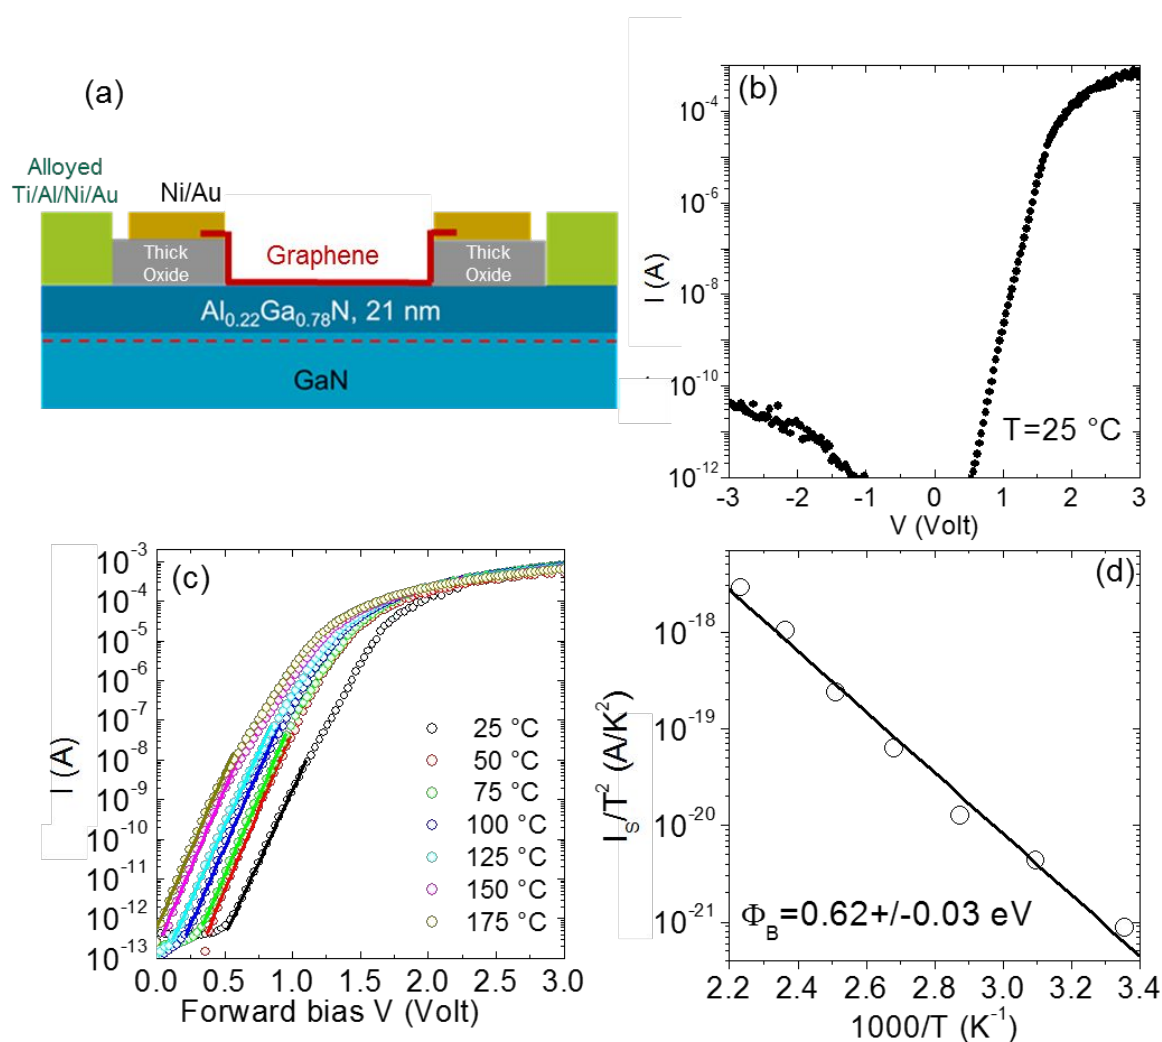 (a)
Alloyed
Ti/Al/Ni/Au
Ni/Au
Thick
Oxide
Graphene
Thick
Oxide
Al0.22Ga0.78N, 21 nm
GaN
(b)
I (A)
10-4
10-6
10-8
10-10
10-12
T=25 °C
-3 -2 -1 0 1 2 3
V (Volt)
(c)
I (A)
10-3
10-4
10-5
10-6
10-7
10-8
10-9
10-10
10-11
10-12
10-13
25 °C
50 °C
75 °C
100 °C
125 °C
150 °C
175 °C
0.0 0.5 1.0 1.5 2.0 2.5 3.0
Forward bias V (Volt)
(d)
IS/T2 (A/K2)
10-18
10-19
10-20
10-21
ΦB=0.62+/-0.03 eV
2.2 2.4 2.6 2.8 3.0 3.2 3.4
1000/T (K-1)